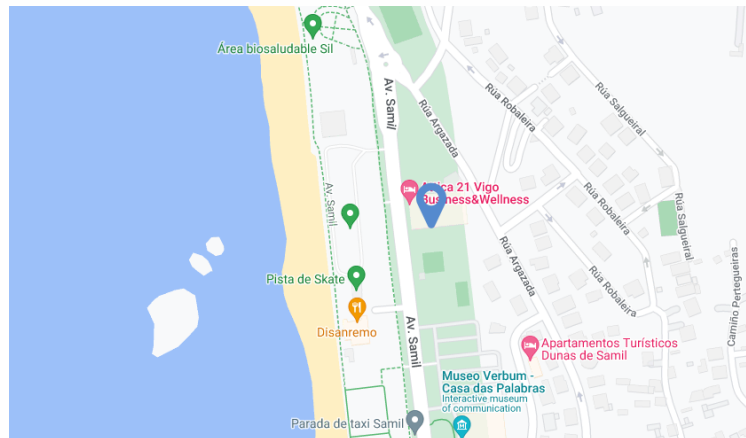 Área biosaludable Sil
Av. Samil
Rúa Argazada
Rúa Robaleira
Rúa Salgueiral
Av. Samil
Attica 21 Vigo
Business&Wellness
Rúa Robaleira
Rúa Salgueiral
Rúa Argazada
Pista de Skate
Rúa Robaleira
Camiño Pertegueiras
Disanremo
Av. Samil
Apartamentos Turísticos
Dunas de Samil
Museo Verbum -
Casa das Palabras
Interactive museum
of communication
Parada de taxi Samil